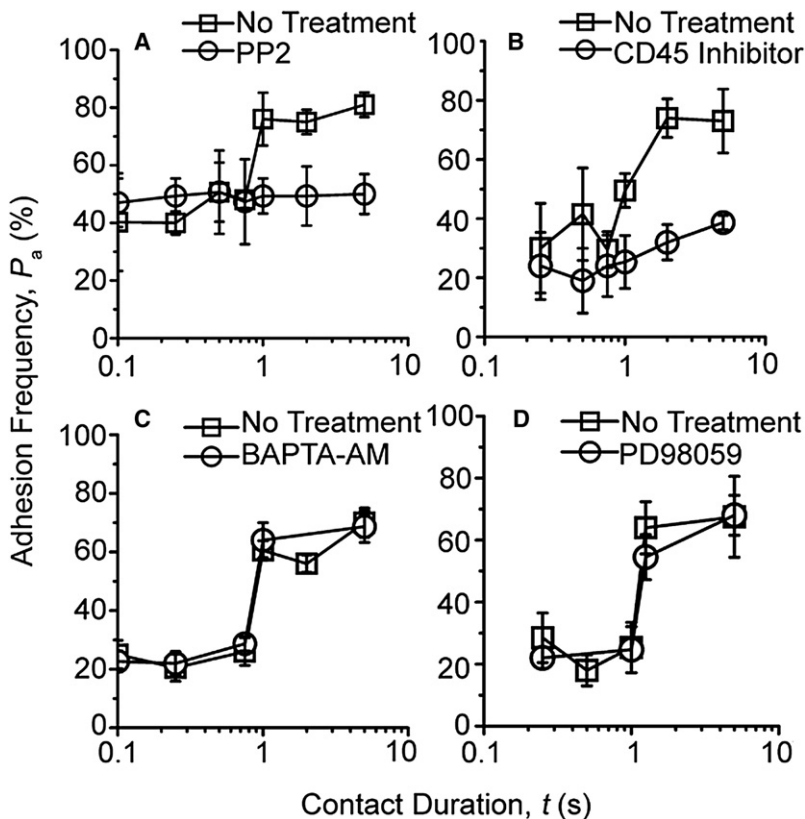 A
No Treatment
PP2
100
80
60
40
20
0
0.1
1
10
B
No Treatment
CD45 Inhibitor
100
80
60
40
20
0
0.1
1
10
C
No Treatment
BAPTA-AM
100
80
60
40
20
0
0.1
1
10
D
No Treatment
PD98059
100
80
60
40
20
0
0.1
1
10
Adhesion Frequency, Pa (%)
Contact Duration, t (s)